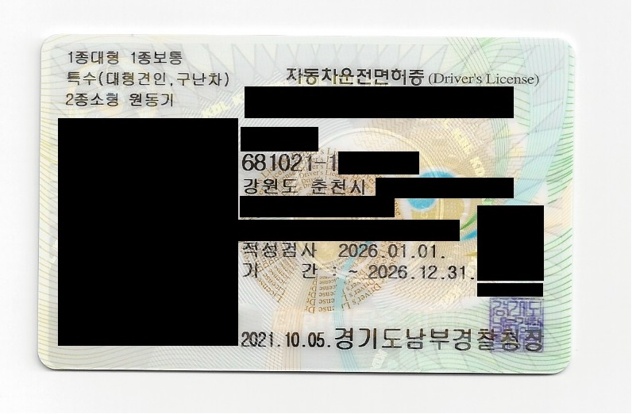 1종대형 1종보통
특수(대형견인,구난차)
2종소형 원동기
자동차운전면허증 (Driver's License)
681021-1
강원도 춘천시
적성검사 2026.01.01.
기 간 : ~ 2026.12.31.
2021.10.05. 경기도남부경찰청장